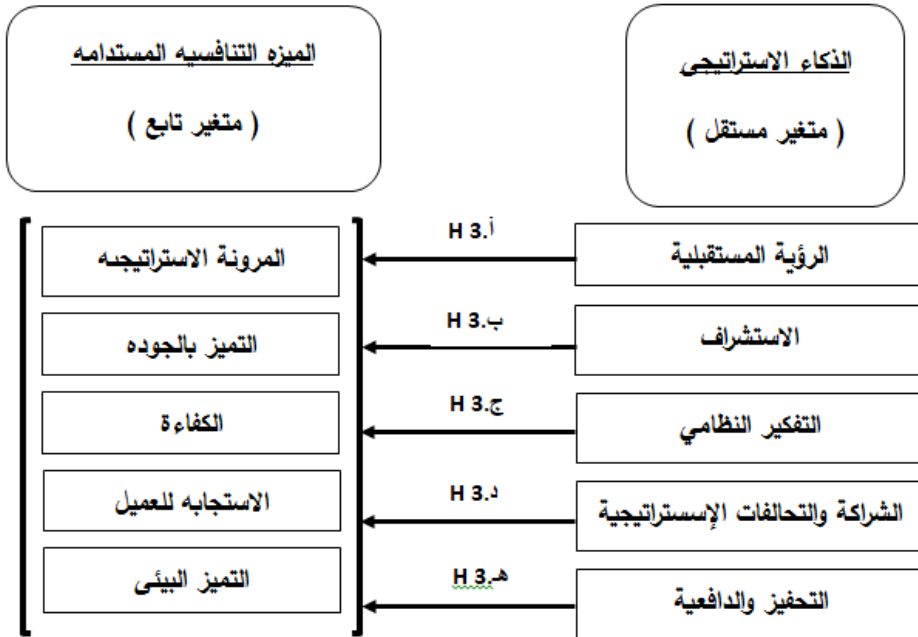 الذكاء الاستراتيجى
( متغير مستقل )
الميزه التنافسيه المستدامه
( متغير تابع )
الرؤية المستقبلية
H 3.أ
المرونة الاستراتيجيه
الاستشراف
H 3.ب
التميز بالجوده
التفكير النظامي
H 3.ج
الكفاءة
الشراكة والتحالفات الإسستراتيجية
H 3.د
الاستجابه للعميل
التحفيز والدافعية
H 3.هـ
التميز البيئى